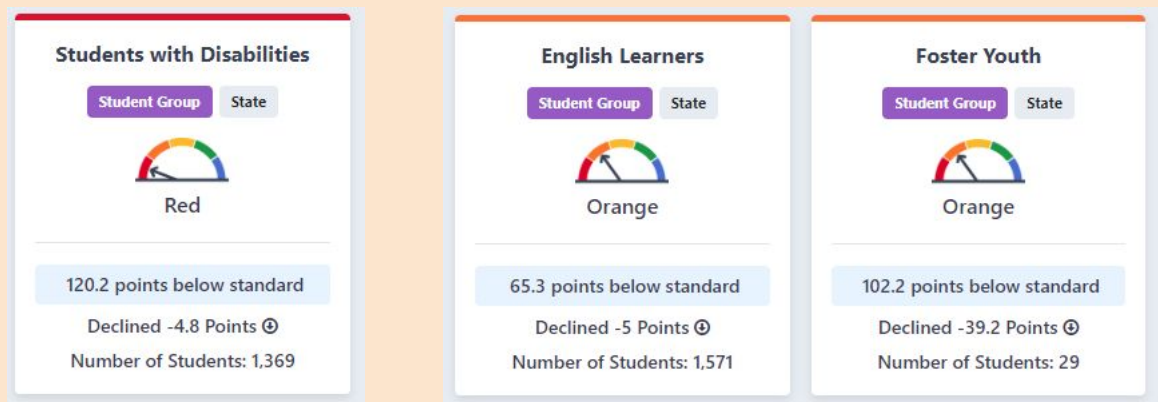 Students with Disabilities
Student Group State
Red
120.2 points below standard
Declined -4.8 Points
Number of Students: 1,369
English Learners
Student Group State
Orange
65.3 points below standard
Declined -5 Points
Number of Students: 1,571
Foster Youth
Student Group State
Orange
102.2 points below standard
Declined -39.2 Points
Number of Students: 29